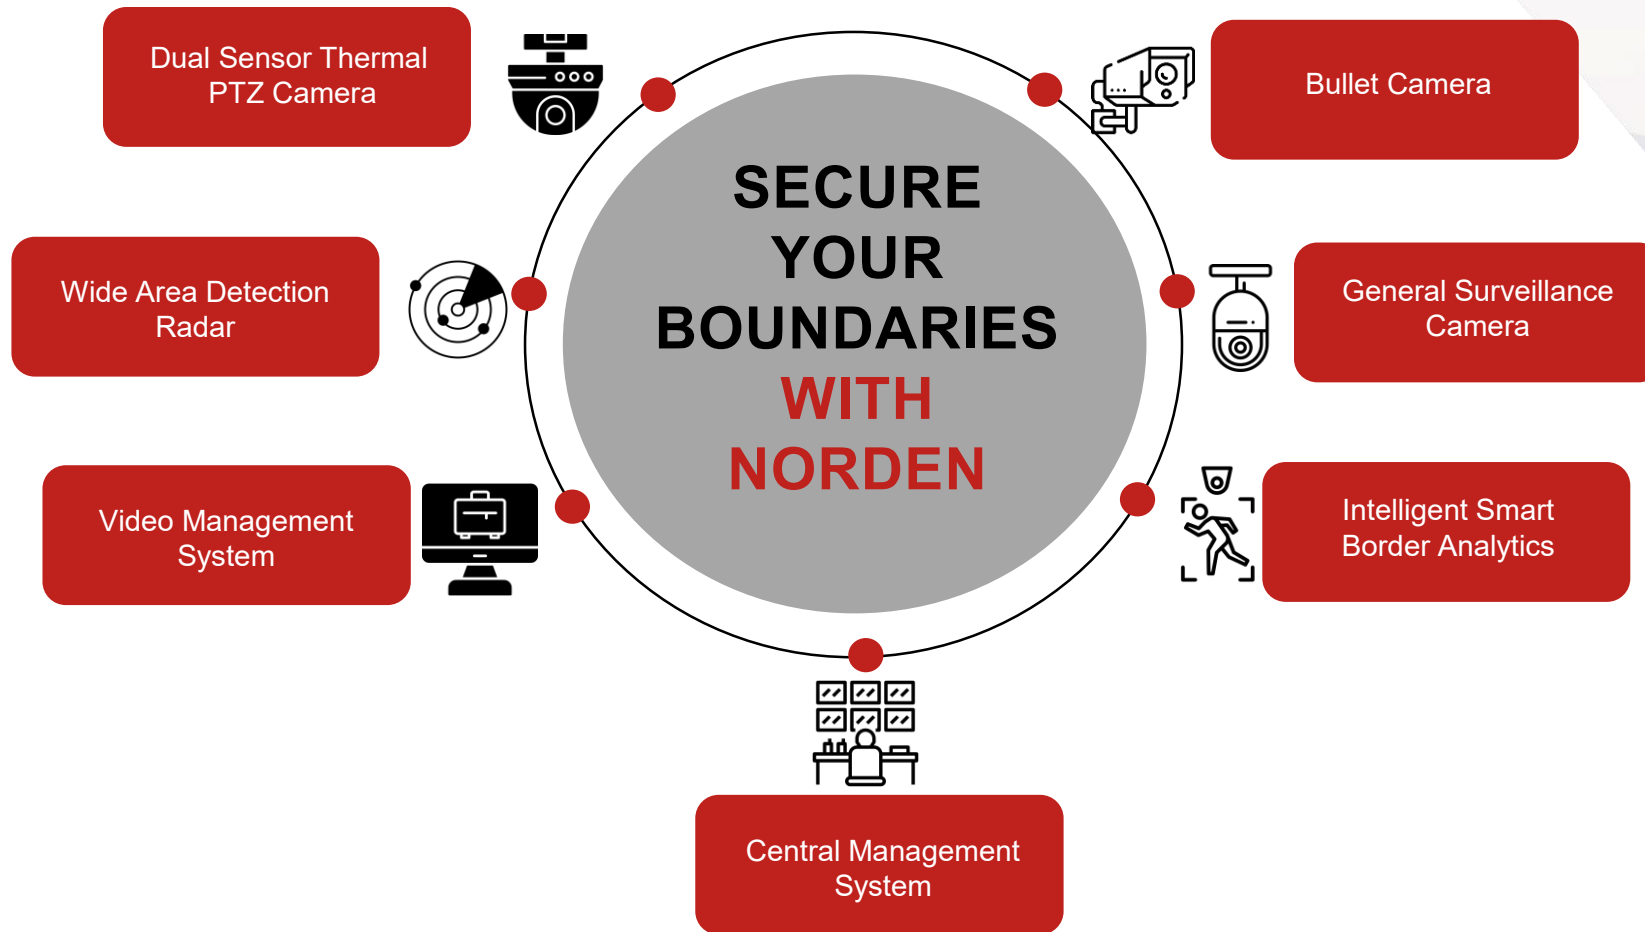 Dual Sensor Thermal
PTZ Camera
Bullet Camera
SECURE
YOUR
BOUNDARIES
WITH
NORDEN
Wide Area Detection
Radar
General Surveillance
Camera
Video Management
System
Intelligent Smart
Border Analytics
Central Management
System